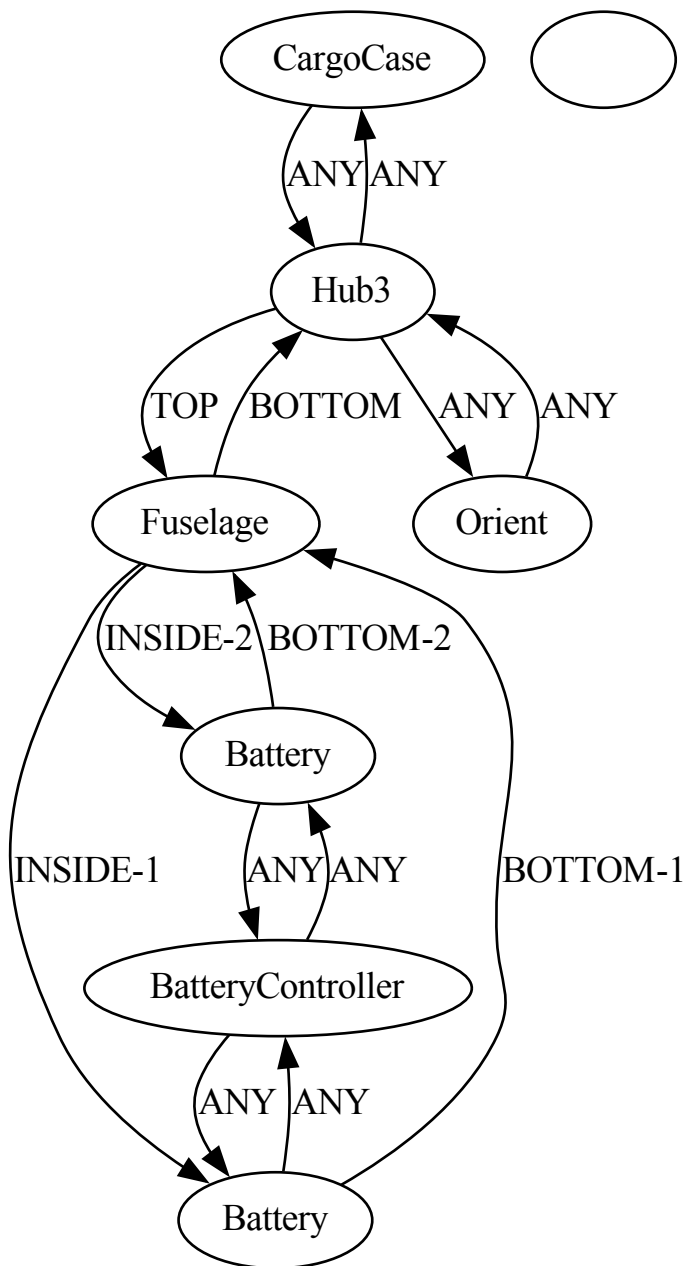 CargoCase
ANY ANY
Hub3
TOP BOTTOM ANY ANY
Fuselage Orient
INSIDE-2 BOTTOM-2
Battery
INSIDE-1 ANY ANY BOTTOM-1
BatteryController
ANY ANY
Battery